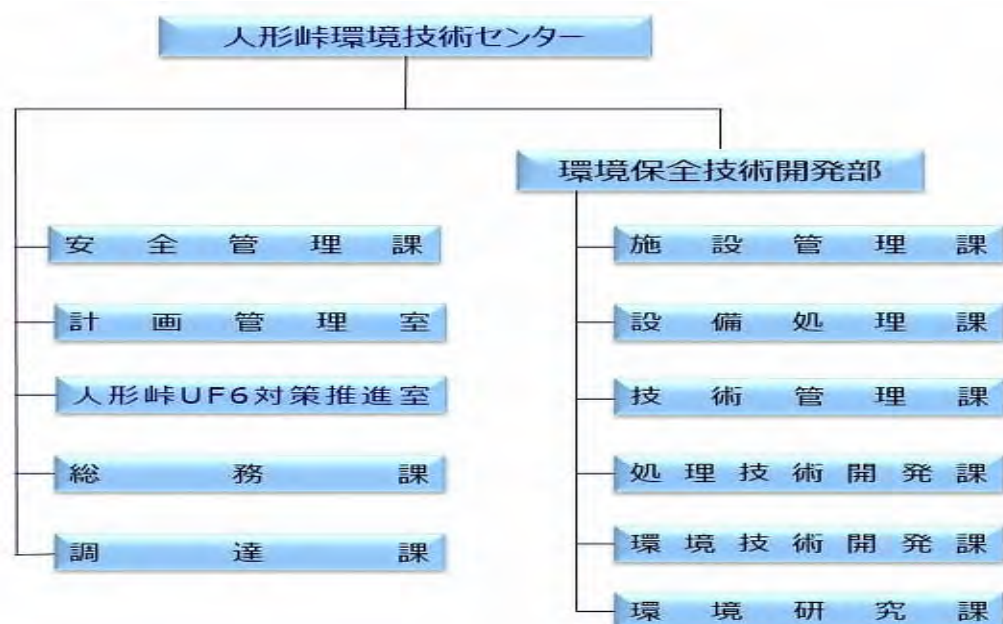 人形峠環境技術センター
環境保全技術開発部
安全管理課
計画管理室
人形峠UF6対策推進室
総務課
調達課
施設管理課
設備処理課
技術管理課
処理技術開発課
環境技術開発課
環境研究課